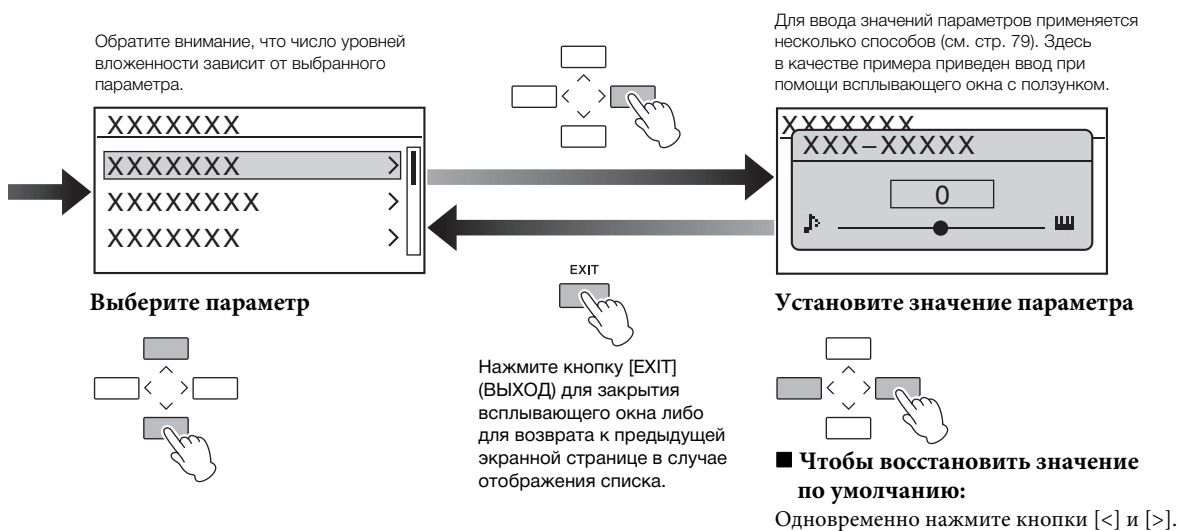 Обратите внимание, что число уровней
вложенности зависит от выбранного
параметра.
XXXXXXX
XXXXXXX >
XXXXXXXX >
XXXXXXX >
Выберите параметр
EXIT
Нажмите кнопку [EXIT]
(ВЫХОД) для закрытия
всплывающего окна либо
для возврата к предыдущей
экранной странице в случае
отображения списка.
Для ввода значений параметров применяется
несколько способов (см. стр. 79). Здесь
в качестве примера приведен ввод при
помощи всплывающего окна с ползунком.
XXXXXXX
XXX–XXXXX
0
Установите значение параметра
■ Чтобы восстановить значение
по умолчанию:
Одновременно нажмите кнопки [<] и [>].